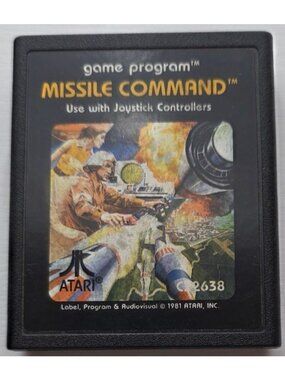 game program™
MISSILE COMMAND™
Use with Joystick Controllers
ATARI®
CX2638
Label, Program & Audiovisual © 1981 ATARI, INC.